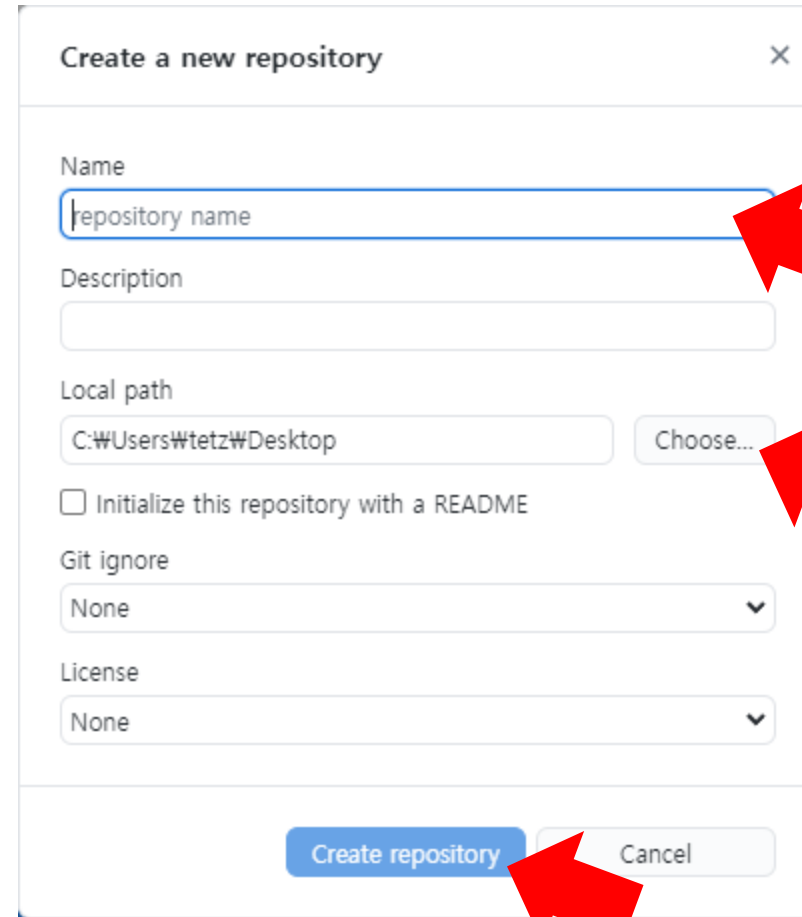 Create a new repository
Name
repository name
Description
Local path
C:₩Users₩tetz₩Desktop
Choose...
Initialize this repository with a README
Git ignore
None
License
None
Create repository
Cancel